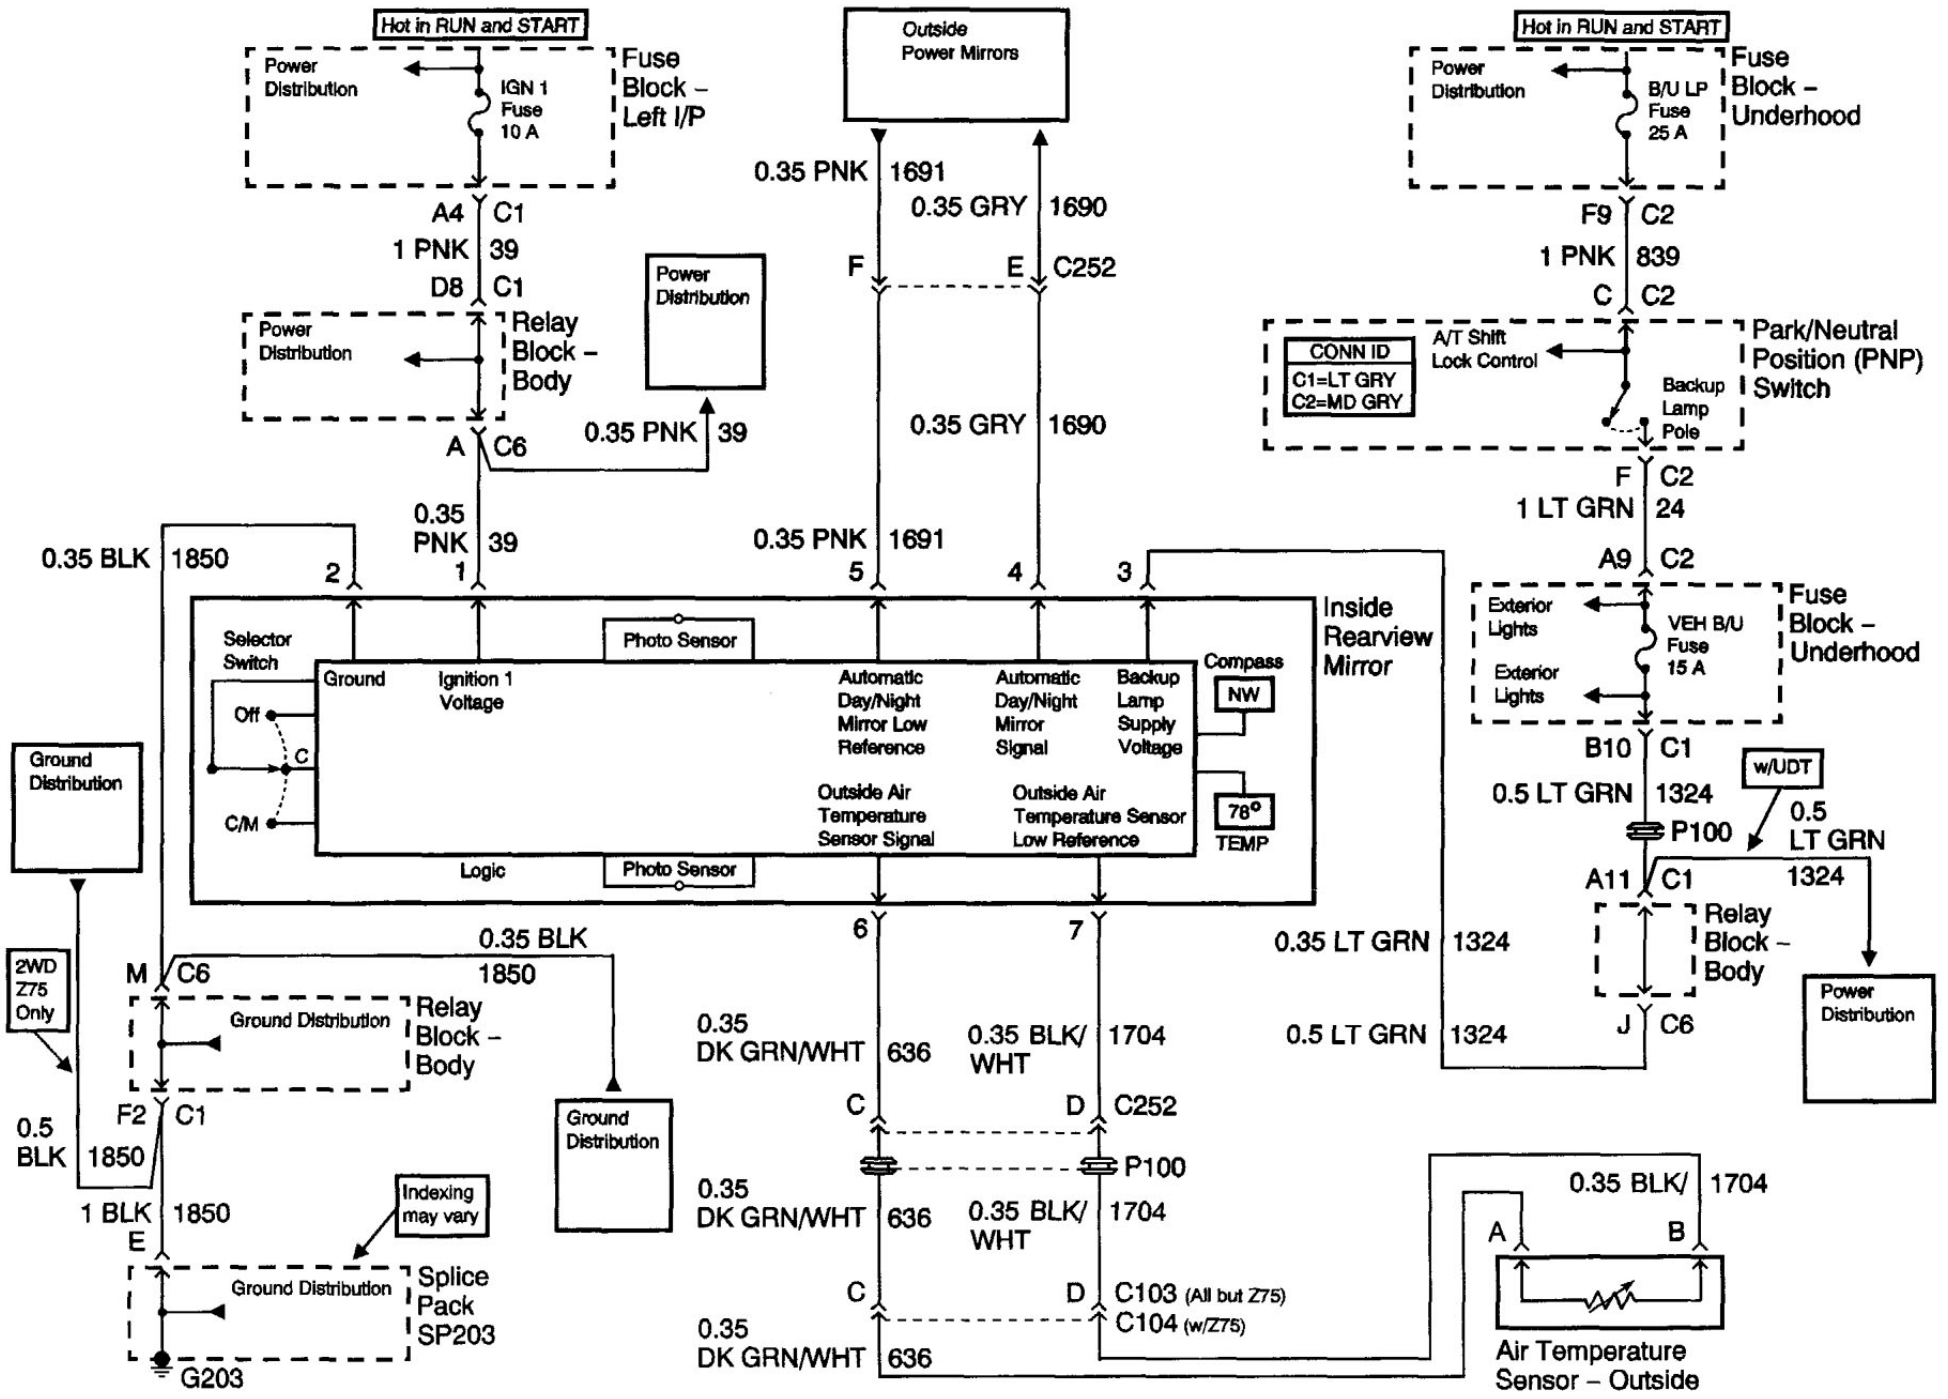 Hot in RUN and START
Power
Distribution
IGN 1
Fuse
10 A
Fuse
Block –
Left I/P
A4 C1
1 PNK 39
D8 C1
Power
Distribution
Relay
Block –
Body
A C6
0.35 PNK 39
Power
Distribution
0.35
PNK 39
0.35 BLK 1850
2
1
Outside
Power Mirrors
0.35 PNK 1691
0.35 GRY 1690
F
E C252
0.35 GRY 1690
0.35 PNK 1691
5
4
3
Hot in RUN and START
Power
Distribution
B/U LP
Fuse
25 A
Fuse
Block –
Underhood
F9 C2
1 PNK 839
C C2
CONN ID
C1=LT GRY
C2=MD GRY
A/T Shift
Lock Control
Backup
Lamp
Pole
Park/Neutral
Position (PNP)
Switch
F C2
1 LT GRN 24
A9 C2
Exterior
Lights
VEH B/U
Fuse
15 A
Exterior
Lights
Fuse
Block –
Underhood
B10 C1
0.5 LT GRN 1324
w/UDT
P100
0.5
LT GRN
1324
A11 C1
Relay
Block –
Body
J C6
Power
Distribution
0.35 LT GRN 1324
0.5 LT GRN 1324
Inside
Rearview
Mirror
Selector
Switch
Off
C
C/M
Photo Sensor
Ground
Ignition 1
Voltage
Automatic
Day/Night
Mirror Low
Reference
Automatic
Day/Night
Mirror
Signal
Backup
Lamp
Supply
Voltage
Compass
NW
78°
TEMP
Outside Air
Temperature
Sensor Signal
Outside Air
Temperature Sensor
Low Reference
Logic
Photo Sensor
6
7
Ground
Distribution
2WD
Z75
Only
0.35 BLK
1850
M C6
Ground Distribution
Relay
Block –
Body
F2 C1
0.5
BLK 1850
1 BLK 1850
E
Indexing
may vary
Ground Distribution
Splice
Pack
SP203
G203
Ground
Distribution
0.35
DK GRN/WHT 636
0.35 BLK/
WHT
1704
C
D C252
P100
0.35
DK GRN/WHT 636
0.35 BLK/
WHT
1704
C
D C103 (All but Z75)
C104 (w/Z75)
0.35
DK GRN/WHT 636
0.35 BLK/ 1704
A
B
Air Temperature
Sensor – Outside